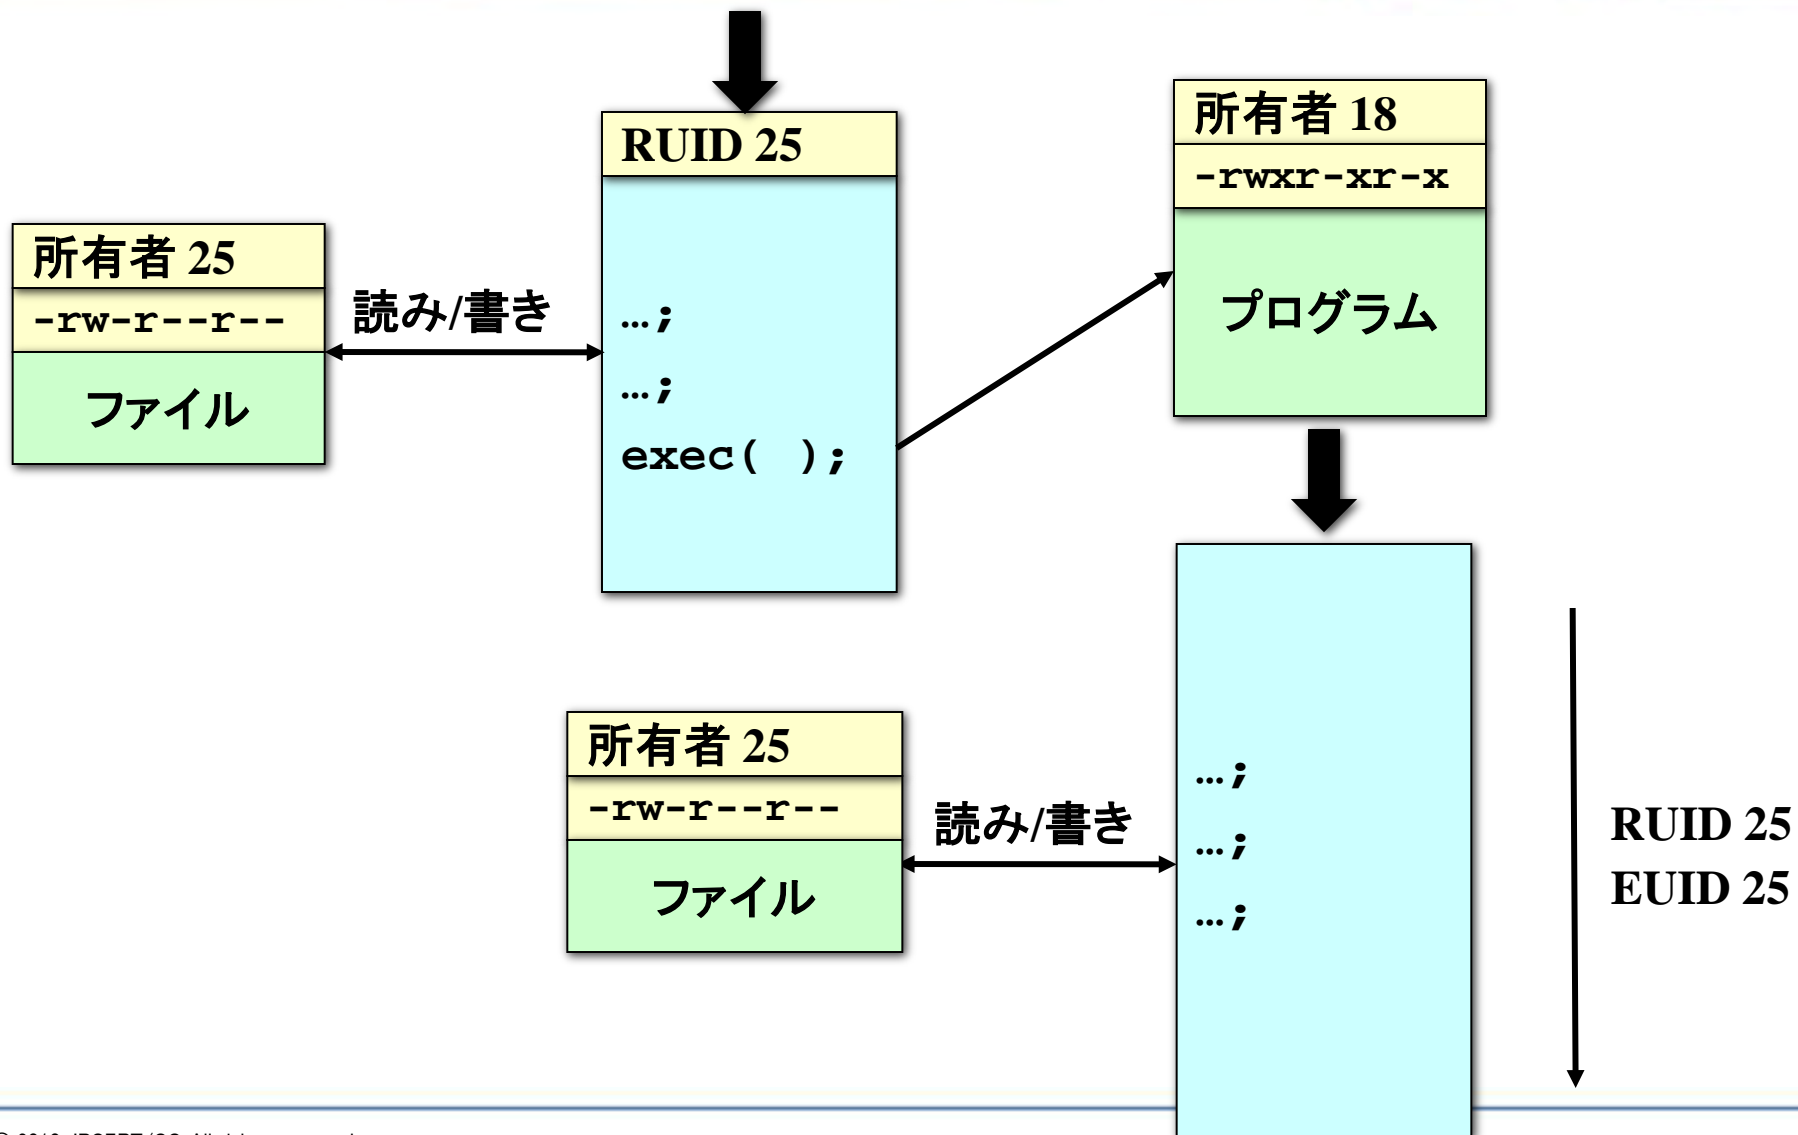 RUID 25
…;
…;
exec( );
所有者 25
-rw-r--r--
ファイル
読み/書き
所有者 18
-rwxr-xr-x
プログラム
所有者 25
-rw-r--r--
ファイル
読み/書き
…;
…;
…;
RUID 25
EUID 25